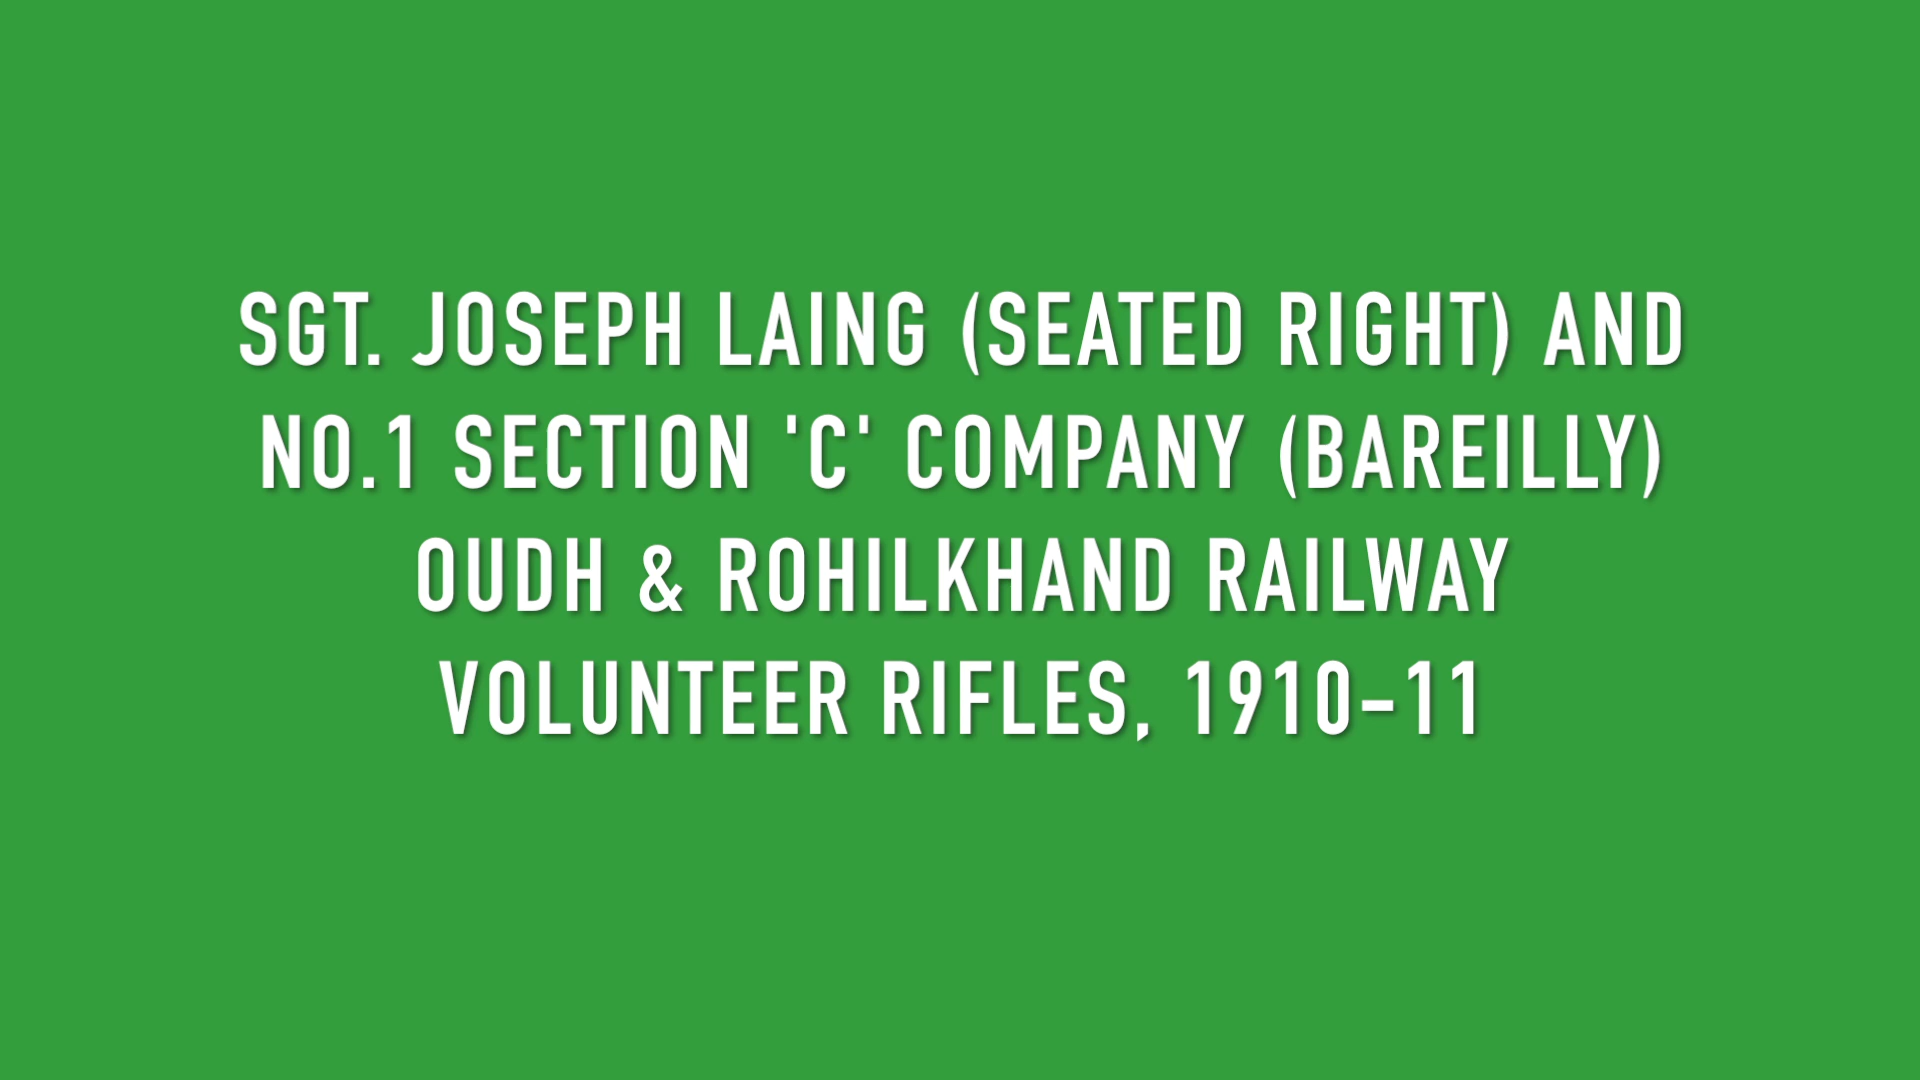 SGT. JOSEPH LAING (SEATED RIGHT) AND
NO.1 SECTION 'C' COMPANY (BAREILLY)
OUDH & ROHILKHAND RAILWAY
VOLUNTEER RIFLES, 1910-11